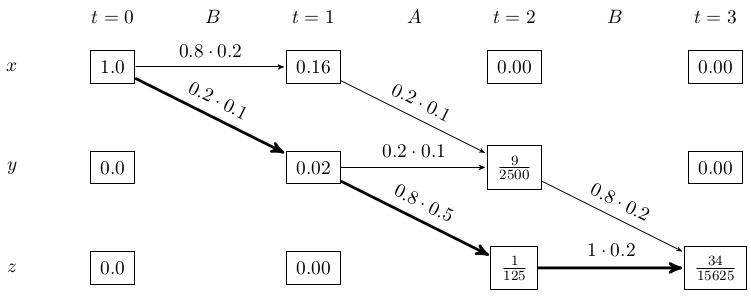 t = 0 B t = 1 A t = 2 B t = 3
x 1.0 0.8 · 0.2 0.16 0.00 0.00
0.2 · 0.1 0.2 · 0.1
y 0.0 0.02 0.2 · 0.1 9/2500 0.00
0.8 · 0.5 0.8 · 0.2
z 0.0 0.00 1/125 1 · 0.2 34/15625